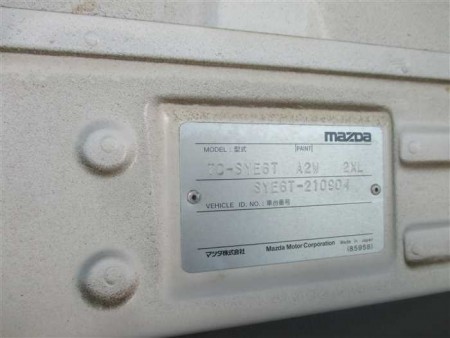 mazda
MODEL: 型式 PAINT
SYE6T A2W 2XL
SYE6T-210904
VEHICLE ID. NO.: 車台番号
マツダ株式会社 Mazda Motor Corporation Made in Japan